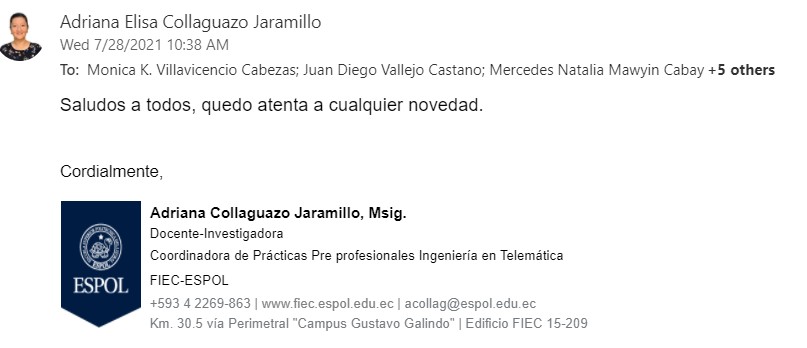 Adriana Elisa Collaguazo Jaramillo
Wed 7/28/2021 10:38 AM
To: Monica K. Villavicencio Cabezas; Juan Diego Vallejo Castano; Mercedes Natalia Mawyin Cabay +5 others
Saludos a todos, quedo atenta a cualquier novedad.
Cordialmente,
ESPOL
Adriana Collaguazo Jaramillo, Msig.
Docente-Investigadora
Coordinadora de Prácticas Pre profesionales Ingeniería en Telemática
FIEC-ESPOL
+593 4 2269-863 | www.fiec.espol.edu.ec | acollag@espol.edu.ec
Km. 30.5 vía Perimetral "Campus Gustavo Galindo" | Edificio FIEC 15-209